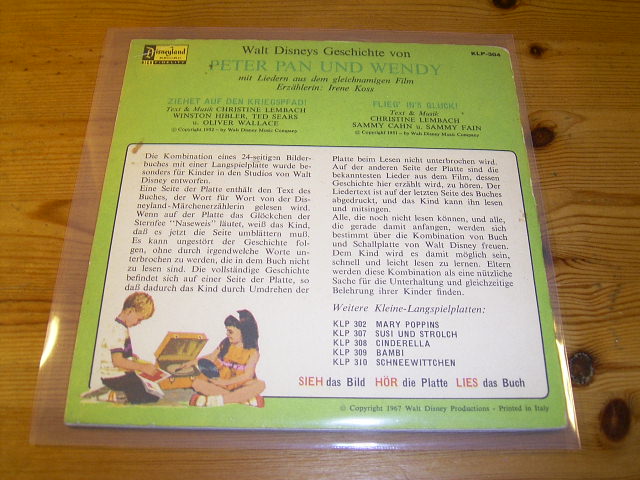 Disneyland
RECORD
HIGH FIDELITY
Walt Disneys Geschichte von
KLP-304
PETER PAN UND WENDY
mit Liedern aus dem gleichnamigen Film
Erzählerin: Irene Koss
ZIEHET AUF DEN KRIEGSPFAD!
Text & Musik CHRISTINE LEMBACH
WINSTON HIBLER, TED SEARS
u. OLIVER WALLACE
© Copyright 1952 - by Walt Disney Music Company
FLIEG' IN'S GLÜCK!
Text & Musik
CHRISTINE LEMBACH
SAMMY CAHN u. SAMMY FAIN
© Copyright 1951 - by Walt Disney Music Company
Die Kombination eines 24-seitigen Bilder-
buches mit einer Langspielplatte wurde be-
sonders für Kinder in den Studios von Walt
Disney entworfen.
Eine Seite der Platte enthält den Text des
Buches, der Wort für Wort von der Dis-
neyland-Märchenerzählerin gelesen wird.
Wenn auf der Platte das Glöckchen der
Sternfee "Naseweis" läutet, weiß das Kind,
daß es jetzt die Seite umblättern muß.
Es kann ungestört der Geschichte fol-
gen, ohne durch irgendwelche Worte un-
terbrochen zu werden, die in dem Buch nicht
zu lesen sind. Die vollständige Geschichte
befindet sich auf einer Seite der Platte, so
daß dadurch das Kind durch Umdrehen der
Platte beim Lesen nicht unterbrochen wird.
Auf der anderen Seite der Platte sind die
bekanntesten Lieder aus dem Film, dessen
Geschichte hier erzählt wird, zu hören. Der
Liedertext ist auf der letzten Seite des Buches
abgedruckt, und das Kind kann ihn lesen
und mitsingen.
Alle, die noch nicht lesen können, und alle,
die gerade damit anfangen, werden sich
bestimmt über die Kombination von Buch
und Schallplatte von Walt Disney freuen.
Dem Kind wird es damit möglich sein,
schnell und leicht lesen zu lernen. Eltern
werden diese Kombination als eine nützliche
Sache für die Unterhaltung und gleichzeitige
Belehrung ihrer Kinder finden.
Weitere Kleine-Langspielplatten:
KLP 302 MARY POPPINS
KLP 307 SUSI UND STROLCH
KLP 308 CINDERELLA
KLP 309 BAMBI
KLP 310 SCHNEEWITTCHEN
SIEH das Bild HÖR die Platte LIES das Buch
© Copyright 1967 Walt Disney Productions - Printed in Italy